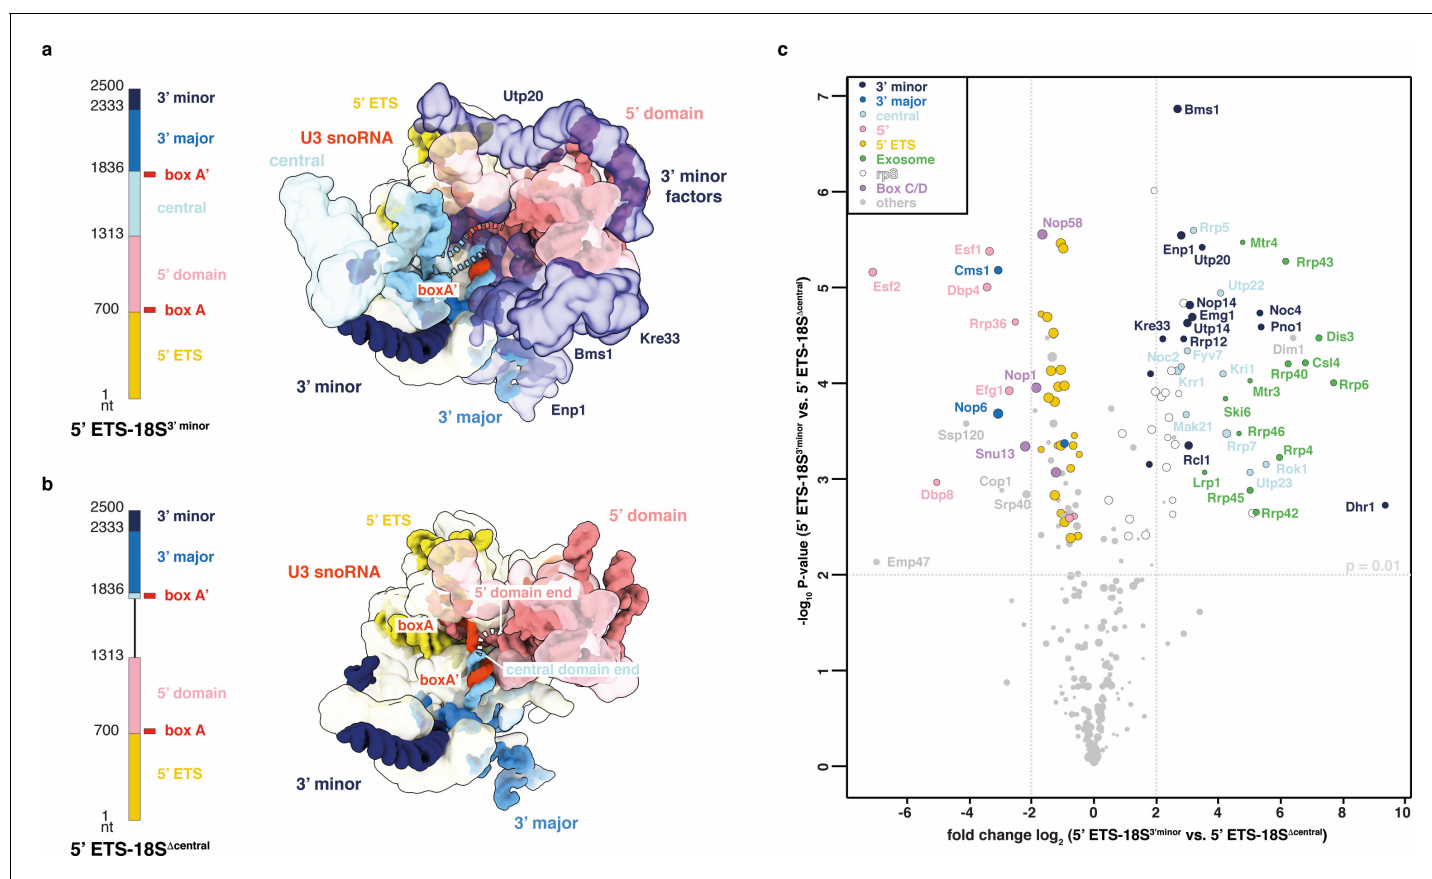 a
2500
2333
3' minor
3' major
1836
box A'
central
1313
5' domain
700
box A
5' ETS
1
nt
5' ETS-18S3' minor
5' ETS
Utp20
5' domain
U3 snoRNA
central
3' minor
factors
boxA'
Kre33
Bms1
3' minor
3' major
Enp1
b
2500
2333
3' minor
3' major
1836
box A'
1313
5' domain
700
box A
5' ETS
1
nt
5' ETS-18SΔcentral
5' ETS
5' domain
U3 snoRNA
5' domain end
boxA
central domain end
boxA'
3' minor
3' major
c
3' minor
3' major
central
5'
5' ETS
Exosome
rpS
Box C/D
others
7
6
5
4
3
2
1
0
-log10 P-value (5' ETS-18S3'minor vs. 5' ETS-18SΔcentral)
Bms1
Nop58
Rrp5
Esf1
Enp1
Mtr4
Utp20
Cms1
Rrp43
Esf2
Dbp4
Utp22
Nop14
Noc4
Rrp36
Emg1
Kre33
Utp14
Pno1
Rrp12
Dis3
Dim1
Noc2
Fyv7
Csl4
Nop1
Kri1
Rrp40
Krr1
Rrp6
Efg1
Mtr3
Nop6
Ski6
Ssp120
Mak21
Rrp46
Rrp7
Snu13
Rcl1
Rrp4
Rok1
Cop1
Lrp1
Utp23
Dbp8
Rrp45
Srp40
Rrp42
Dhr1
Emp47
p = 0.01
-6
-4
-2
0
2
4
6
8
10
fold change log2 (5' ETS-18S3'minor vs. 5' ETS-18SΔcentral)